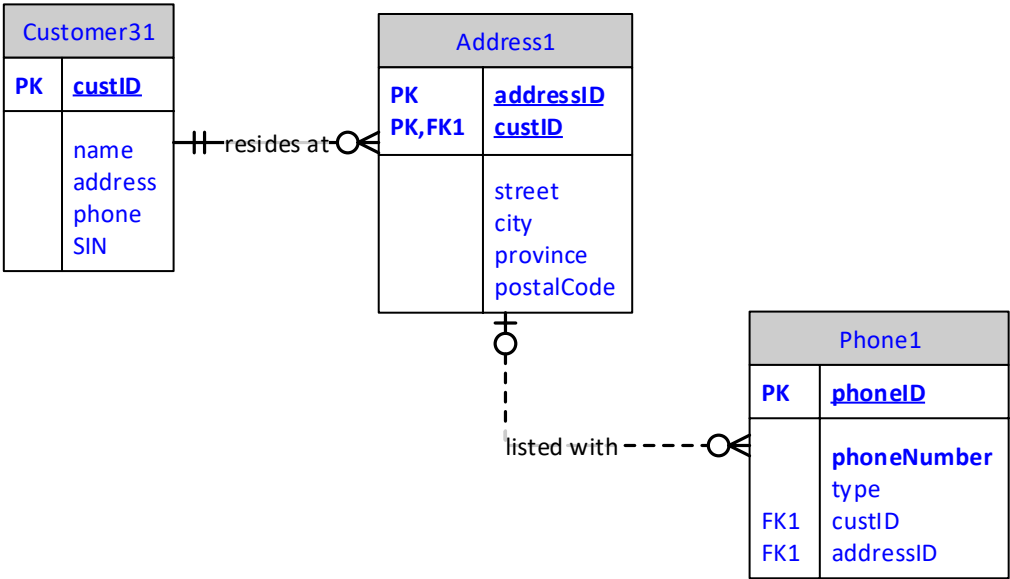 Customer31
PK custID
name
address
phone
SIN
resides at
Address1
PK addressID
PK,FK1 custID
street
city
province
postalCode
listed with
Phone1
PK phoneID
phoneNumber
type
FK1 custID
FK1 addressID